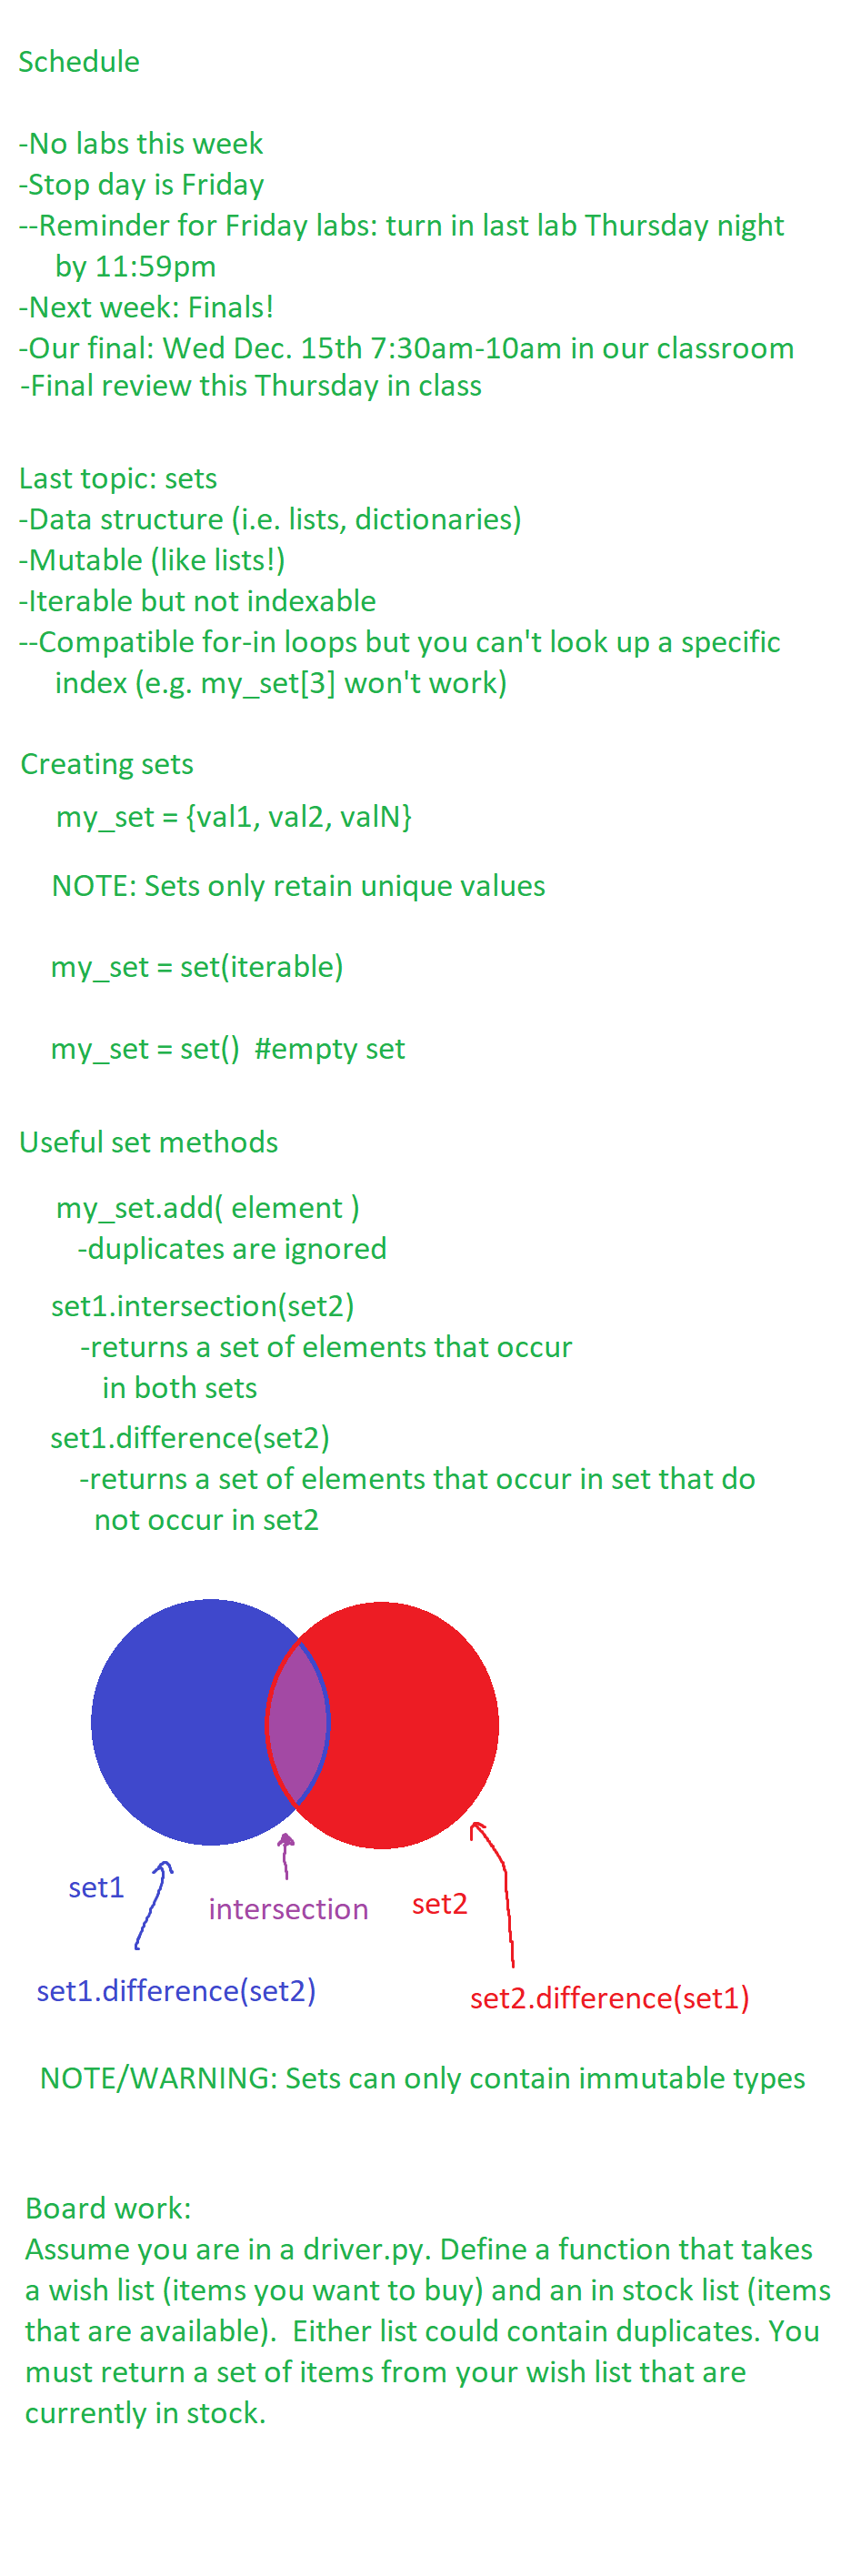 Schedule
-No labs this week
-Stop day is Friday
--Reminder for Friday labs: turn in last lab Thursday night
by 11:59pm
-Next week: Finals!
-Our final: Wed Dec. 15th 7:30am-10am in our classroom
-Final review this Thursday in class
Last topic: sets
-Data structure (i.e. lists, dictionaries)
-Mutable (like lists!)
-Iterable but not indexable
--Compatible for-in loops but you can't look up a specific
index (e.g. my_set[3] won't work)
Creating sets
my_set = {val1, val2, valN}
NOTE: Sets only retain unique values
my_set = set(iterable)
my_set = set()  #empty set
Useful set methods
my_set.add( element )
-duplicates are ignored
set1.intersection(set2)
-returns a set of elements that occur
in both sets
set1.difference(set2)
-returns a set of elements that occur in set that do
not occur in set2
set1
intersection
set2
set1.difference(set2)
set2.difference(set1)
NOTE/WARNING: Sets can only contain immutable types
Board work:
Assume you are in a driver.py. Define a function that takes
a wish list (items you want to buy) and an in stock list (items
that are available).  Either list could contain duplicates. You
must return a set of items from your wish list that are
currently in stock.